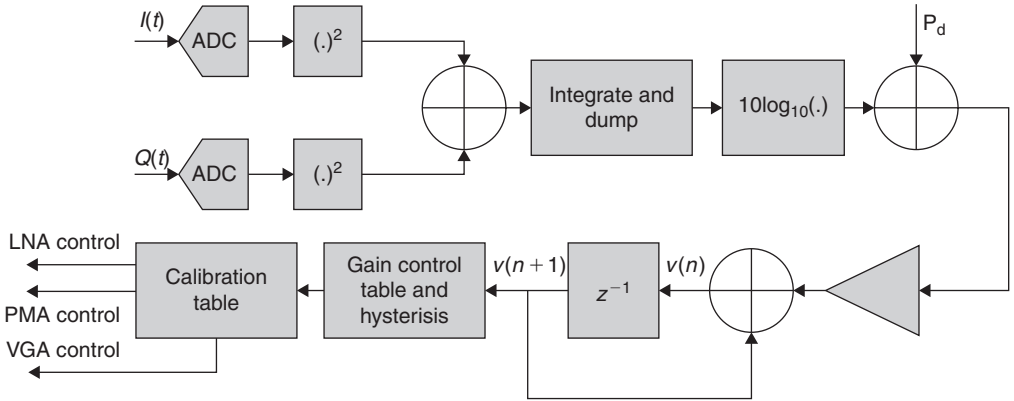 I(t)
ADC
(.)²
P_d
Integrate and
dump
10log₁₀(.)
Q(t)
ADC
(.)²
LNA control
PMA control
VGA control
Calibration
table
Gain control
table and
hysterisis
v(n + 1)
z⁻¹
v(n)